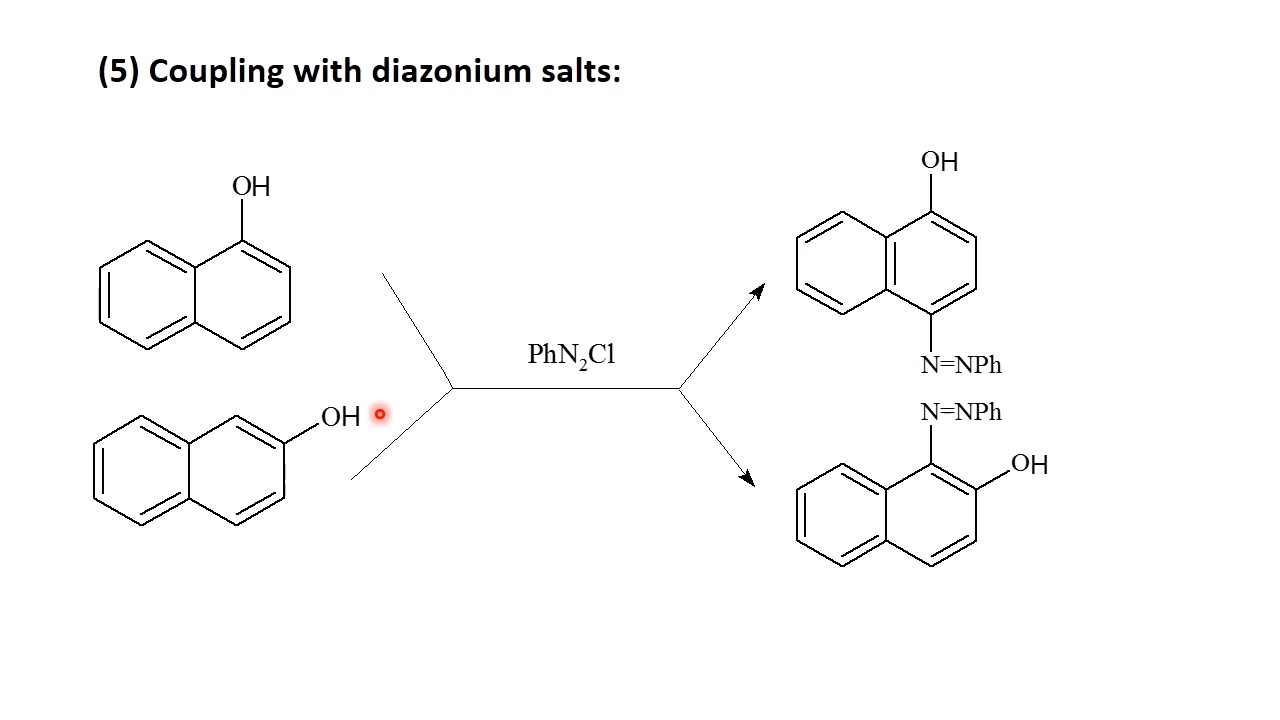 (5) Coupling with diazonium salts:
OH
OH
PhN₂Cl
OH
N=NPh
N=NPh
OH